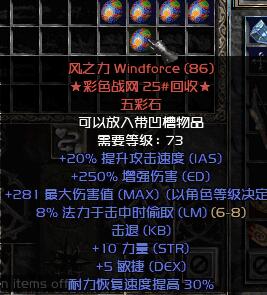 风之力 Windforce (86)
★彩色战网 25#回收★
五彩石
可以放入带凹槽物品
需要等级：73
+20% 提升攻击速度 (IAS)
+250% 增强伤害 (ED)
+281 最大伤害值 (MAX) (以角色等级决定
8% 法力于击中时偷取 (LM) (6-8)
击退 (KB)
+10 力量 (STR)
+5 敏捷 (DEX)
耐力恢复速度提高 30%
n items off